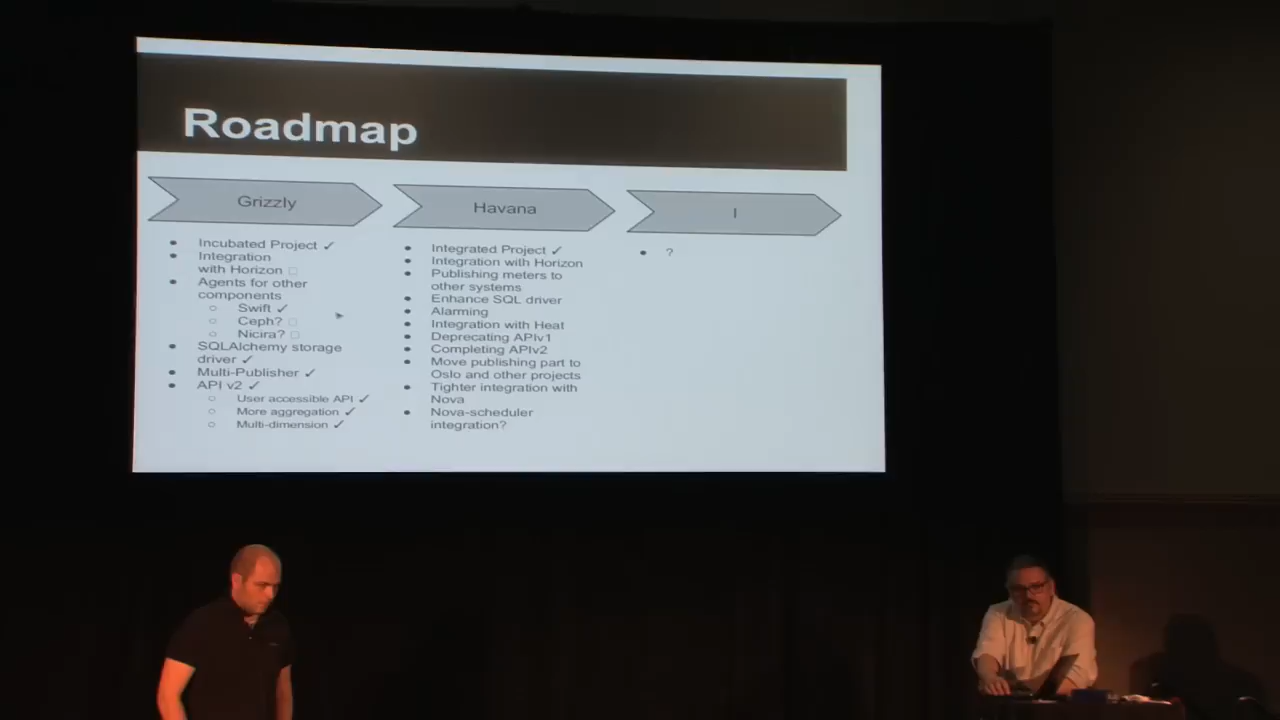 Roadmap
Grizzly
Incubated Project ✓
Integration
with Horizon □
Agents for other
components
Swift ✓
Ceph? □
Nicira? □
SQLAlchemy storage
driver ✓
Multi-Publisher ✓
API v2 ✓
User accessible API ✓
More aggregation ✓
Multi-dimension ✓
Havana
Integrated Project ✓
Integration with Horizon
Publishing meters to
other systems
Enhance SQL driver
Alarming
Integration with Heat
Deprecating APIv1
Completing APIv2
Move publishing part to
Oslo and other projects
Tighter integration with
Nova
Nova-scheduler
integration?
I
?